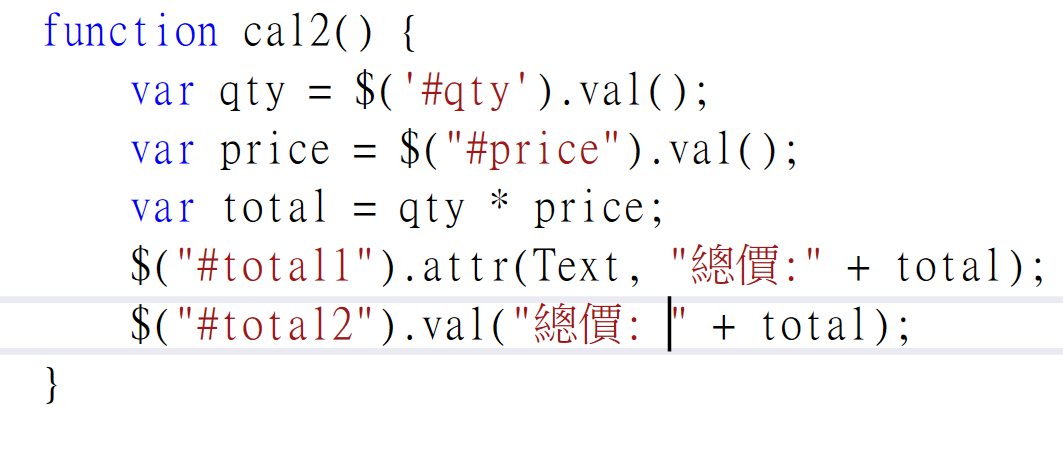 function cal2() {
var qty = $('#qty').val();
var price = $("#price").val();
var total = qty * price;
$("#total1").attr(Text, "總價:" + total);
$("#total2").val("總價: " + total);
}